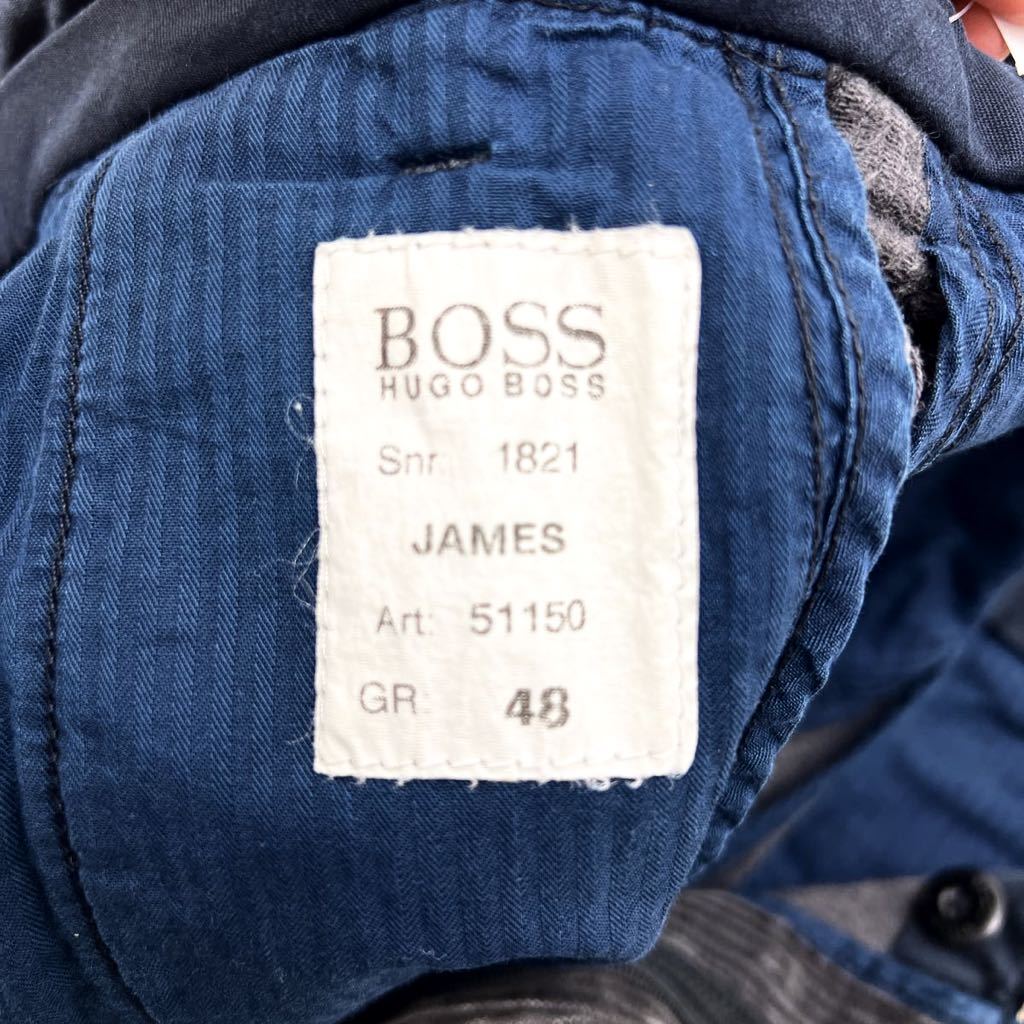 BOSS
HUGO BOSS
Snr: 1821
JAMES
Art: 51150
GR: 48